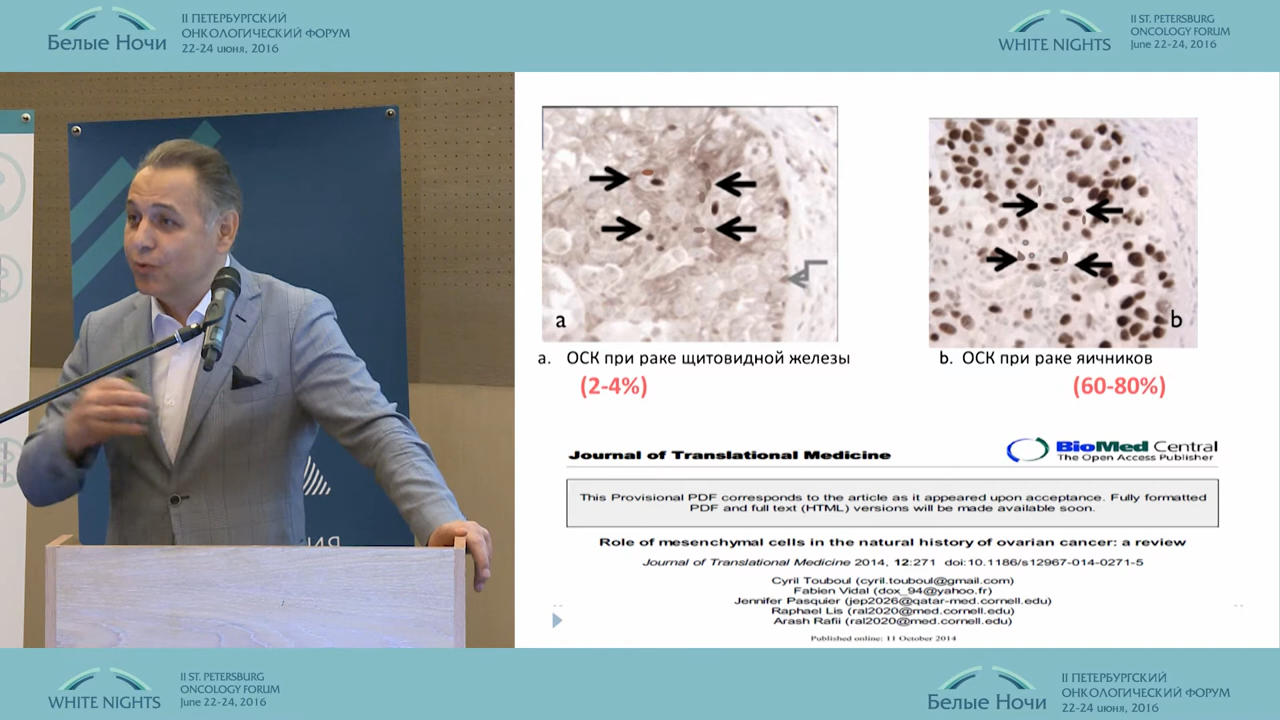 Белые Ночи
II ПЕТЕРБУРГСКИЙ
ОНКОЛОГИЧЕСКИЙ ФОРУМ
22-24 июня, 2016
WHITE NIGHTS
II ST. PETERSBURG
ONCOLOGY FORUM
June 22-24, 2016
a
b
a. ОСК при раке щитовидной железы
(2-4%)
b. ОСК при раке яичников
(60-80%)
Journal of Translational Medicine
BioMed Central
The Open Access Publisher
This Provisional PDF corresponds to the article as it appeared upon acceptance. Fully formatted
PDF and full text (HTML) versions will be made available soon.
Role of mesenchymal cells in the natural history of ovarian cancer: a review
Journal of Translational Medicine 2014, 12:271 doi:10.1186/s12967-014-0271-5
Cyril Touboul (cyril.touboul@gmail.com)
Fabien Vidal (dox_94@yahoo.fr)
Jennifer Pasquier (jep2026@qatar-med.cornell.edu)
Raphael Lis (ral2020@med.cornell.edu)
Arash Rafii (ral2020@med.cornell.edu)
Published online: 11 October 2014
WHITE NIGHTS
II ST. PETERSBURG
ONCOLOGY FORUM
June 22-24, 2016
Белые Ночи
II ПЕТЕРБУРГСКИЙ
ОНКОЛОГИЧЕСКИЙ ФОРУМ
22-24 июня, 2016